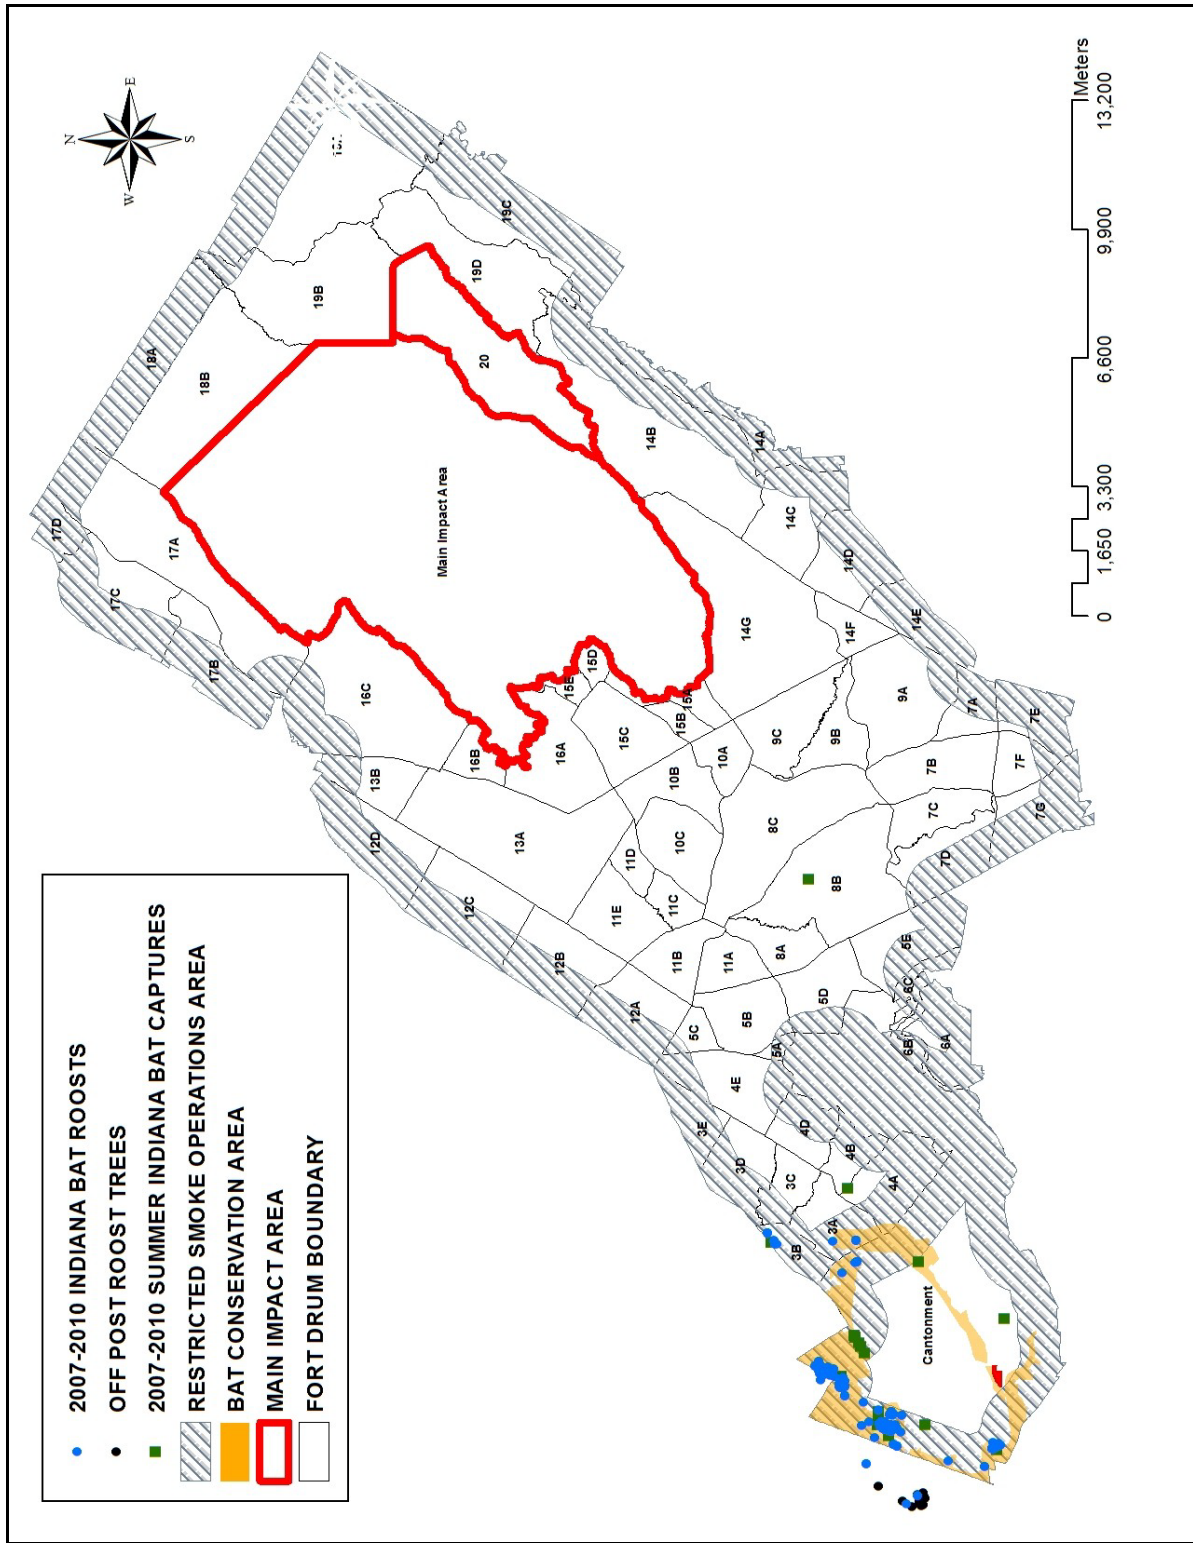 2007-2010 INDIANA BAT ROOSTS
OFF POST ROOST TREES
2007-2010 SUMMER INDIANA BAT CAPTURES
RESTRICTED SMOKE OPERATIONS AREA
BAT CONSERVATION AREA
MAIN IMPACT AREA
FORT DRUM BOUNDARY
N
E
S
W
Meters
0
1,650
3,300
6,600
9,900
13,200
18A
18B
19B
19C
19D
20
Main Impact Area
17D
17A
17C
17B
16C
16B
16A
15D
15C
15B
15A
14B
14A
14C
14D
14G
14F
14E
13B
13A
12D
12C
12B
12A
11D
11E
11C
11B
11A
10B
10A
10C
9C
9B
9A
8C
8B
8A
7A
7E
7B
7F
7C
7G
7D
6C
6B
6A
5E
5D
5C
5B
5A
4E
4D
4B
4A
3E
3D
3C
3A
3B
Cantonment